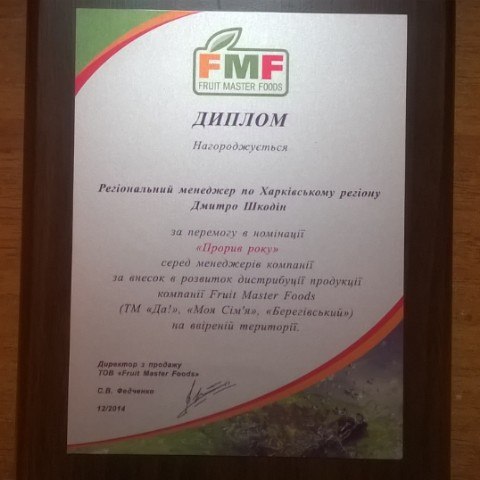 FMF
FRUIT MASTER FOODS
ДИПЛОМ
Нагороджується
Регіональний менеджер по Харківському регіону
Дмитро Шкодін
за перемогу в номінації
«Прорив року»
серед менеджерів компанії
за внесок в розвиток дистрибуції продукції
компанії Fruit Master Foods
(ТМ «Да!», «Моя Сім'я», «Берегівський»)
на ввіреній території.
Директор з продажу
ТОВ «Fruit Master Foods»
С.В. Федченко
12/2014